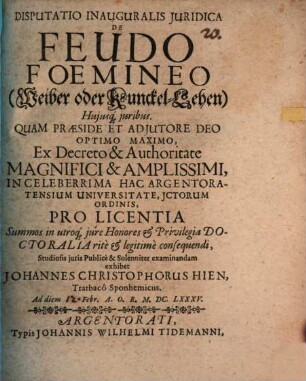 DISPUTATIO INAUGURALIS JURIDICA
DE
20.
FEUDO
FOEMINEO
(Weiber oder Kunckel-Lehen)
Hujusq́, juribus,
QUAM PRÆSIDE ET ADJUTORE DEO
OPTIMO MAXIMO,
Ex Decreto & Authoritate
MAGNIFICI & AMPLISSIMI,
IN CELEBERRIMA HAC ARGENTORA-
TENSIUM UNIVERSITATE, JCTORUM
ORDINIS,
PRO LICENTIA
Summos in utroq́, jure Honores & Privilegia DO-
CTORALIA ritè & legitimè consequendi,
Studiosis juris Publicè & Solenniter examinandam
exhibet
JOHANNES CHRISTOPHORUS HIEN,
Trarbacô Sponhemicus.
Ad diem Febr. A. O. R. M. DC. LXXXV.
ARGENTORATI,
Typis JOHANNIS WILHELMI TIDEMANNI,